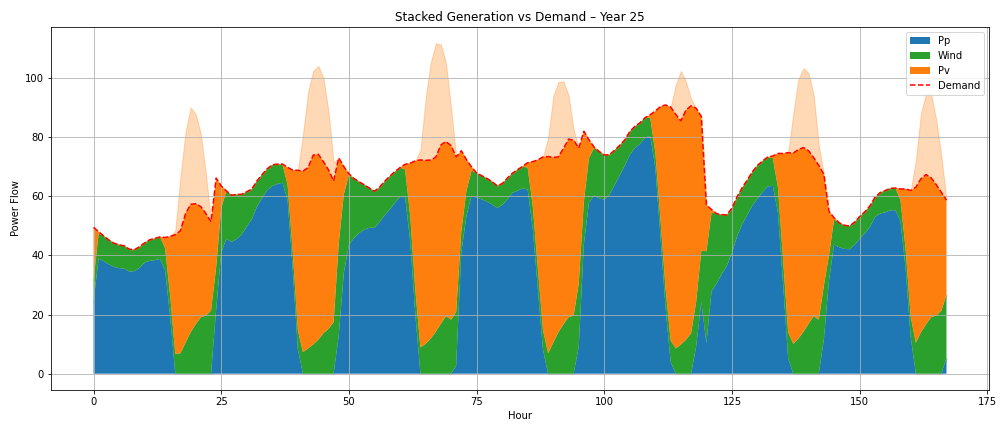 Stacked Generation vs Demand – Year 25
Pp
Wind
Pv
Demand
Power Flow
100
80
60
40
20
0
0 25 50 75 100 125 150 175
Hour